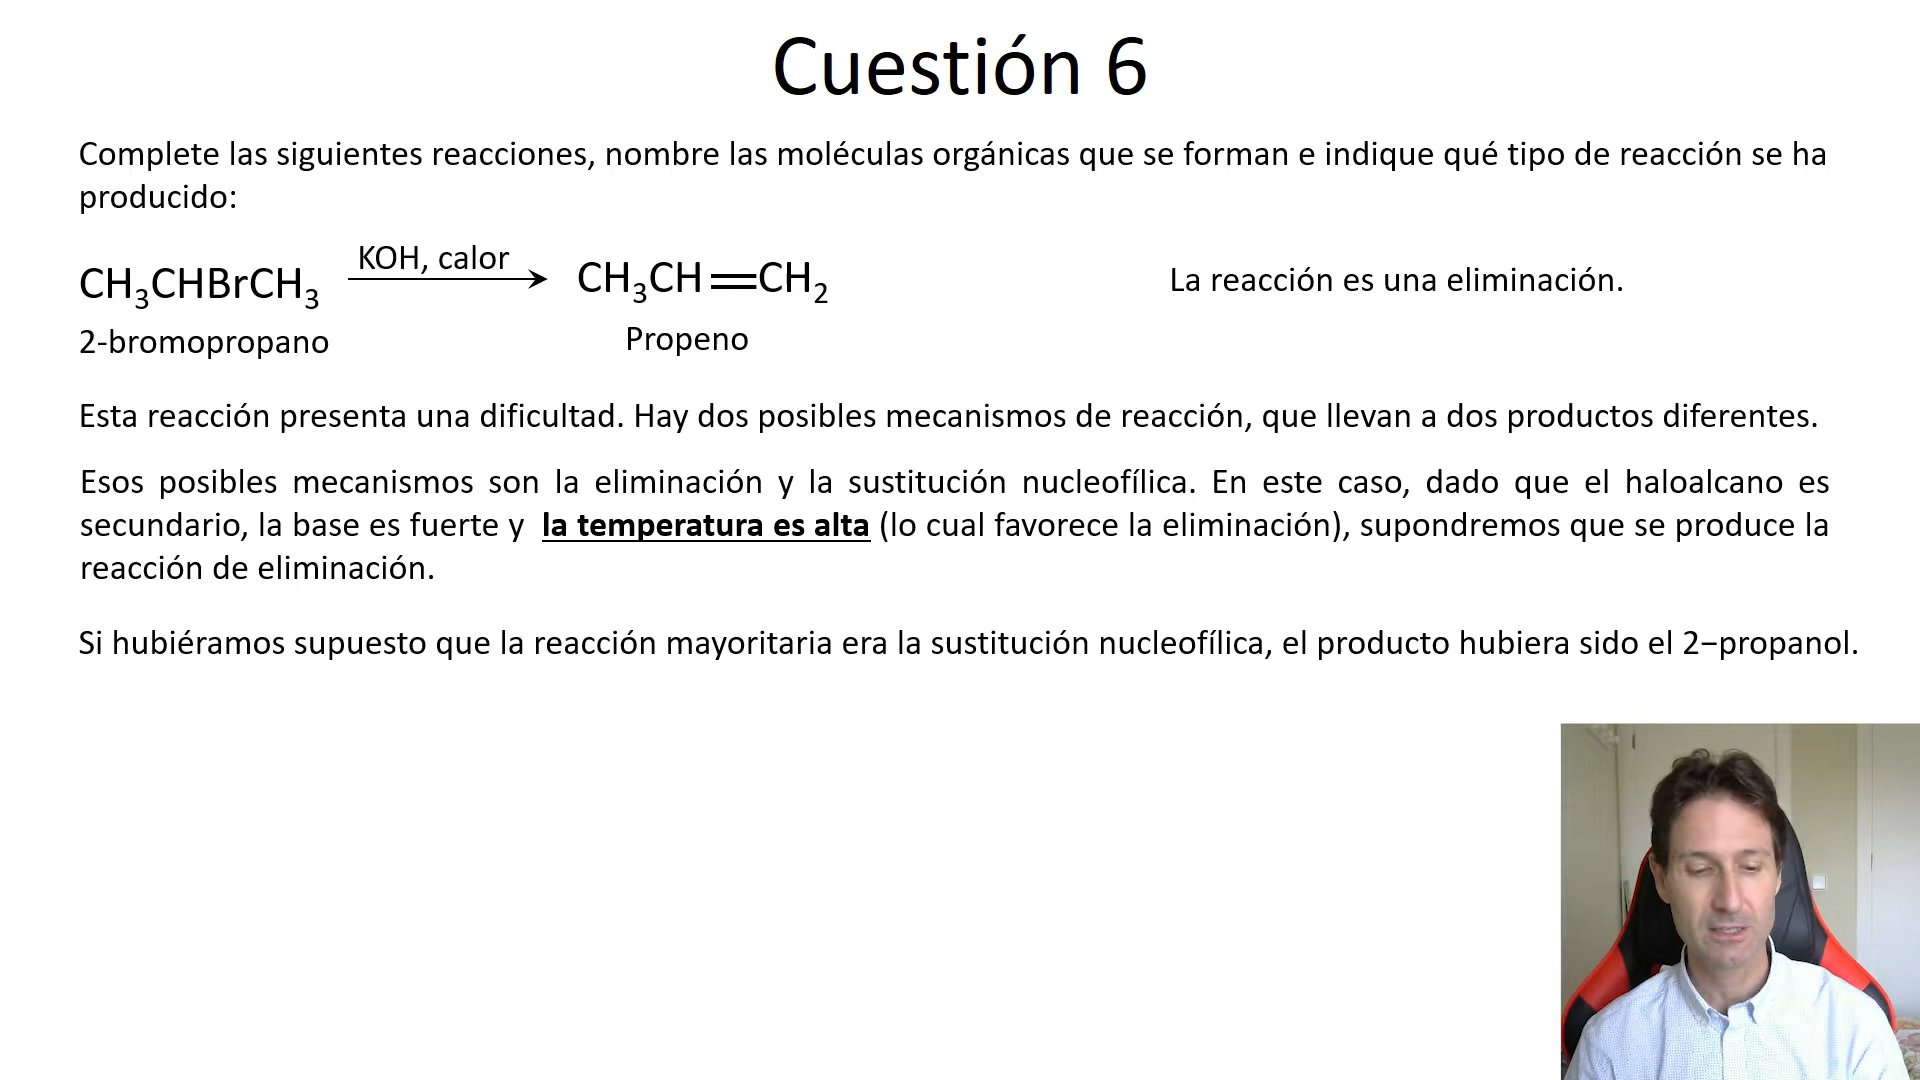 Cuestión 6
Complete las siguientes reacciones, nombre las moléculas orgánicas que se forman e indique qué tipo de reacción se ha
producido:
CH₃CHBrCH₃ KOH, calor CH₃CH=CH₂ La reacción es una eliminación.
2-bromopropano Propeno
Esta reacción presenta una dificultad. Hay dos posibles mecanismos de reacción, que llevan a dos productos diferentes.
Esos posibles mecanismos son la eliminación y la sustitución nucleofílica. En este caso, dado que el haloalcano es
secundario, la base es fuerte y la temperatura es alta (lo cual favorece la eliminación), supondremos que se produce la
reacción de eliminación.
Si hubiéramos supuesto que la reacción mayoritaria era la sustitución nucleofílica, el producto hubiera sido el 2−propanol.